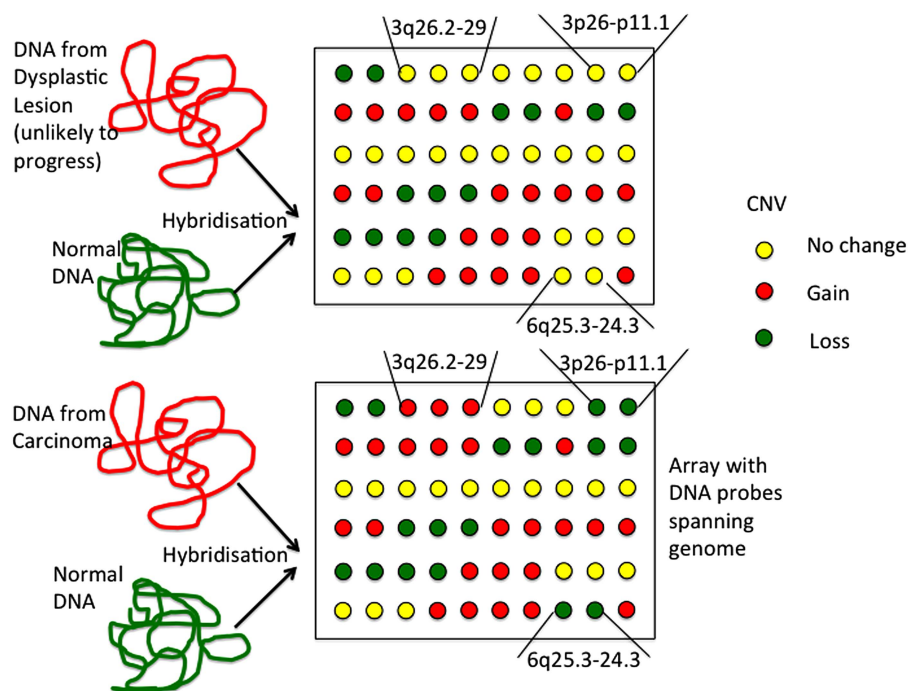 3q26.2-29
3p26-p11.1
DNA from
Dysplastic
Lesion
(unlikely to
progress)
Hybridisation
Normal
DNA
6q25.3-24.3
CNV
No change
Gain
Loss
3q26.2-29
3p26-p11.1
DNA from
Carcinoma
Hybridisation
Normal
DNA
6q25.3-24.3
Array with
DNA probes
spanning
genome